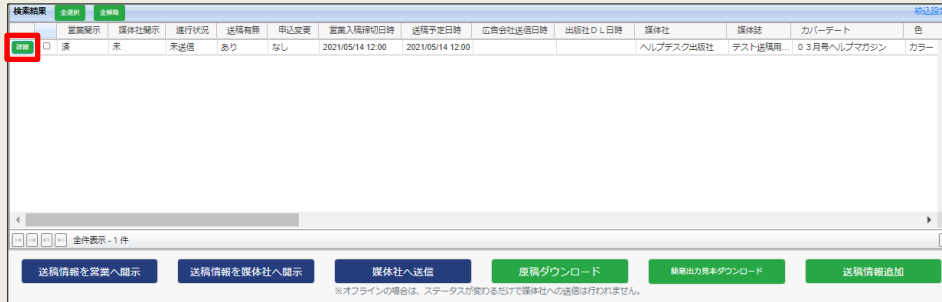 検索結果 全選択 全解除 絞込設
営業開示 媒体社開示 進行状況 送稿有無 申込変更 営業入稿締切日時 送稿予定日時 広告会社送信日時 出版社DL日時 媒体社 媒体誌 カバーデート 色
詳細 済 未 未送信 あり なし 2021/05/14 12:00 2021/05/14 12:00 ヘルプデスク出版社 テスト送稿用... 03月号ヘルプマガジン カラー
全件表示 - 1 件
送稿情報を営業へ開示 送稿情報を媒体社へ開示 媒体社へ送信 原稿ダウンロード 簡易出力見本ダウンロード 送稿情報追加
※オフラインの場合は、ステータスが変わるだけで媒体社への送信は行われません。